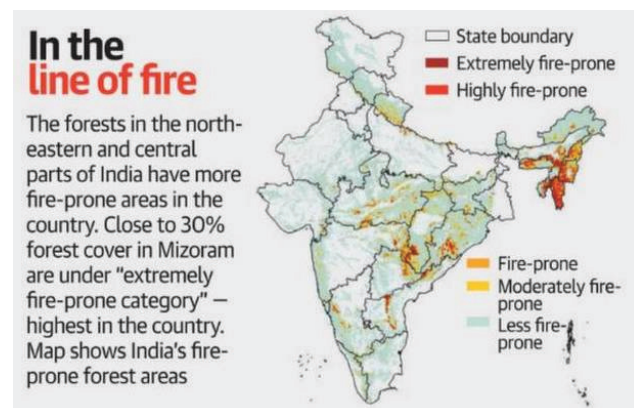 In the
line of fire
The forests in the north-
eastern and central
parts of India have more
fire-prone areas in the
country. Close to 30%
forest cover in Mizoram
are under "extremely
fire-prone category" —
highest in the country.
Map shows India's fire-
prone forest areas
State boundary
Extremely fire-prone
Highly fire-prone
Fire-prone
Moderately fire-
prone
Less fire-
prone